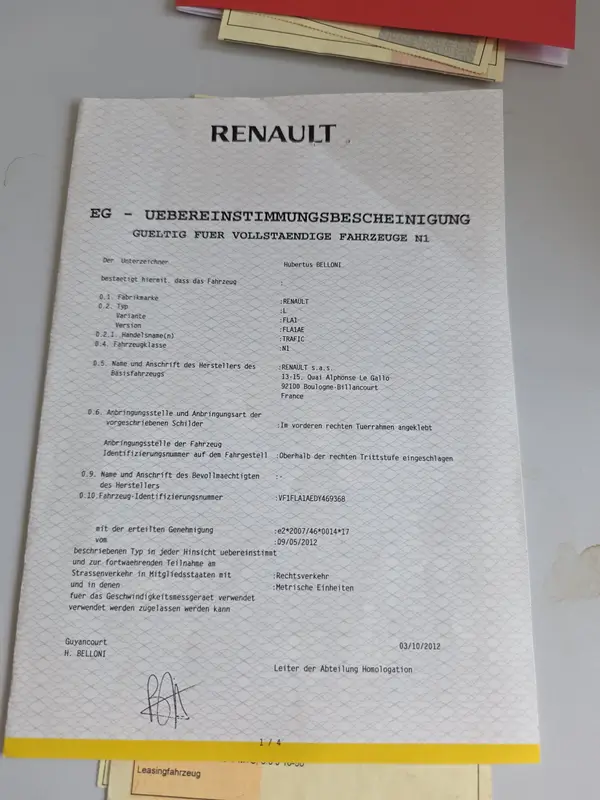 RENAULT
EG - UEBEREINSTIMMUNGSBESCHEINIGUNG
GUELTIG FUER VOLLSTAENDIGE FAHRZEUGE N1
Der Unterzeichner Hubertus BELLONI
bestaetigt hiermit, dass das Fahrzeug :
0.1. Fabrikmarke :RENAULT
0.2. Typ :L
Variante :FLA1
Version :FLA1AE
0.2.1. Handelsname(n) :TRAFIC
0.4. Fahrzeugklasse :N1
0.5. Name und Anschrift des Herstellers des :RENAULT s.a.s.
Basisfahrzeugs 13-15, Quai Alphonse Le Gallo
92100 Boulogne-Billancourt
France
0.6. Anbringungsstelle und Anbringungsart der
vorgeschriebenen Schilder :Im vorderen rechten Tuerrahmen angeklebt
Anbringungsstelle der Fahrzeug
Identifizierungsnummer auf dem Fahrgestell :Oberhalb der rechten Trittstufe eingeschlagen
0.9. Name und Anschrift des Bevollmaechtigten :-
des Herstellers
0.10.Fahrzeug-Identifizierungsnummer :VF1FLA1AEDY469368
mit der erteilten Genehmigung :e2*2007/46*0014*17
vom :09/05/2012
beschriebenen Typ in jeder Hinsicht uebereinstimt
und zur fortwaehrenden Teilnahme am
Strassenverkehr in Mitgliedsstaaten mit :Rechtsverkehr
und in denen :Metrische Einheiten
fuer das Geschwindigkeitsmessgeraet verwendet
verwendet werden zugelassen werden kann
Guyancourt 03/10/2012
H. BELLONI
Leiter der Abteilung Homologation
1 / 4
Leasingfahrzeug